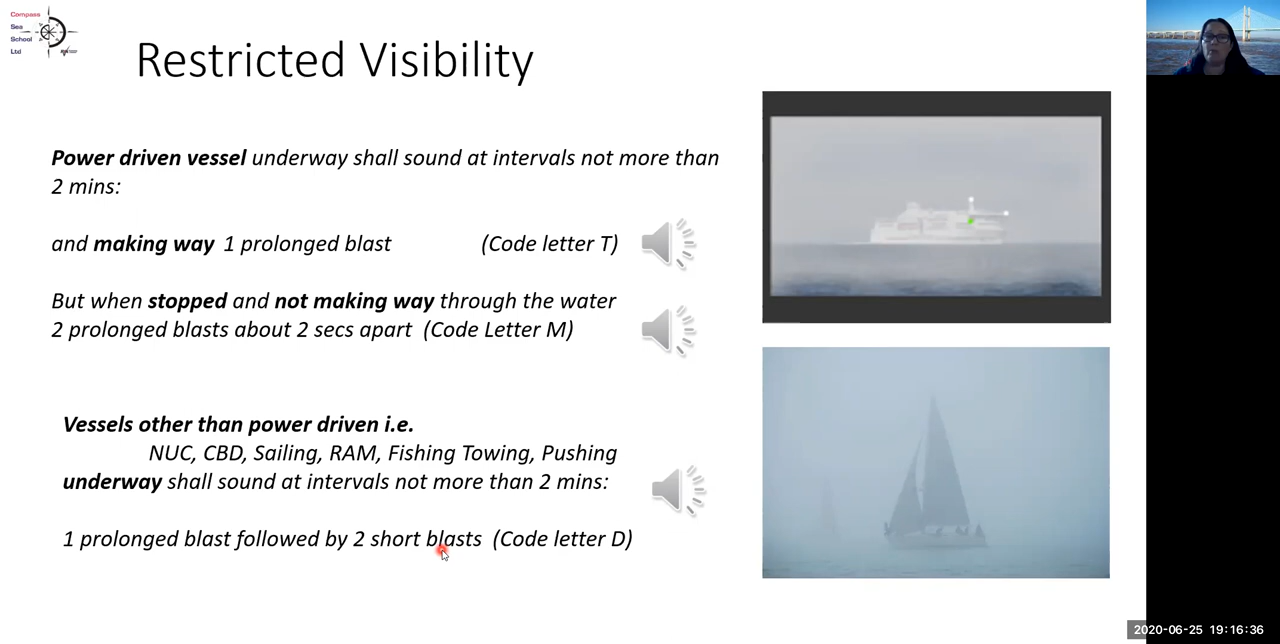 Compass
Sea
School
Ltd
Restricted Visibility
Power driven vessel underway shall sound at intervals not more than
2 mins:
and making way 1 prolonged blast (Code letter T)
But when stopped and not making way through the water
2 prolonged blasts about 2 secs apart (Code Letter M)
Vessels other than power driven i.e.
NUC, CBD, Sailing, RAM, Fishing Towing, Pushing
underway shall sound at intervals not more than 2 mins:
1 prolonged blast followed by 2 short blasts (Code letter D)
2020-06-25 19:16:36